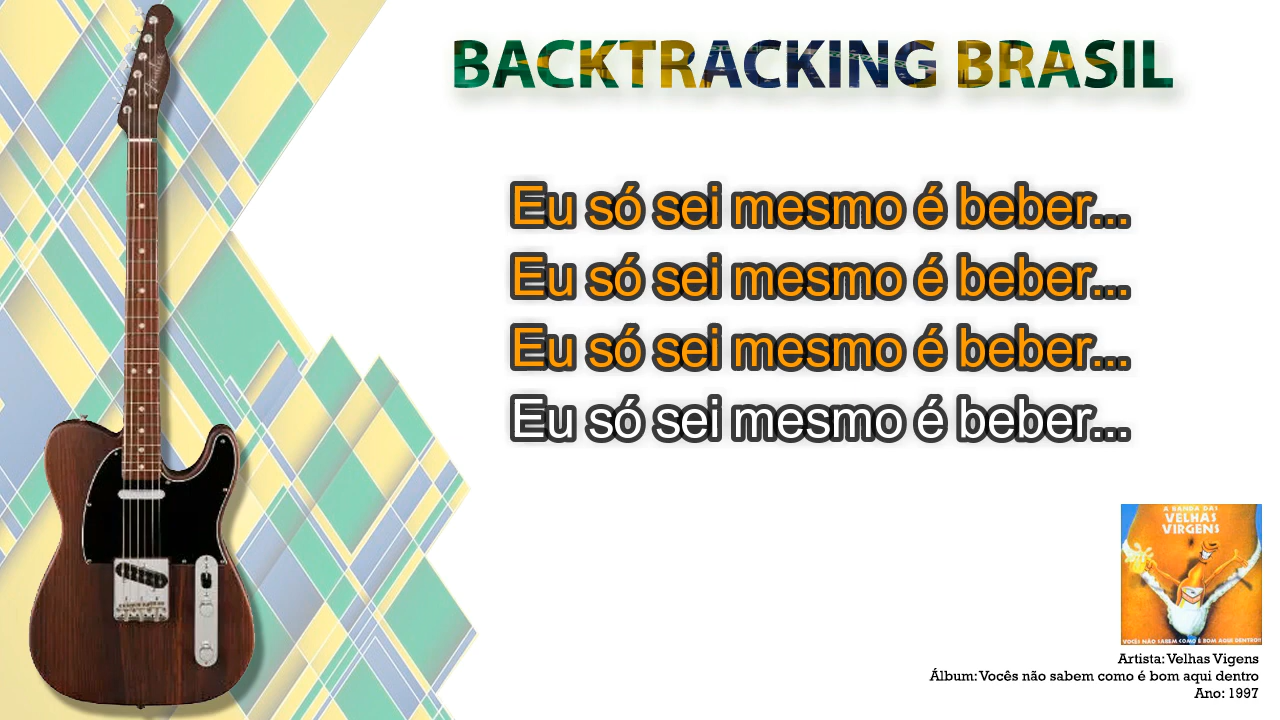 BACKTRACKING BRASIL
Eu só sei mesmo é beber...
Eu só sei mesmo é beber...
Eu só sei mesmo é beber...
Eu só sei mesmo é beber...
A BANDA DAS
VELHAS
VIRGENS
VOCÊS NÃO SABEM COMO É BOM AQUI DENTRO!!
Artista: Velhas Vigens
Álbum: Vocês não sabem como é bom aqui dentro
Ano: 1997